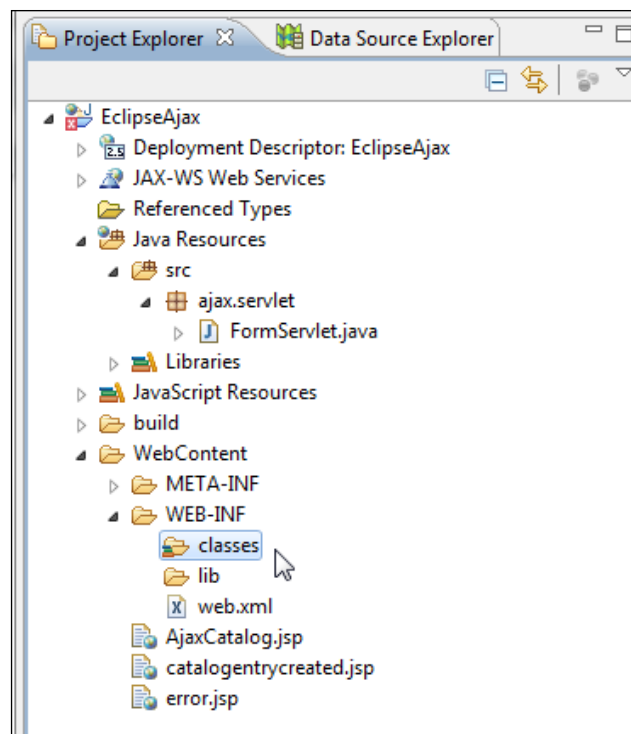 Project Explorer Data Source Explorer
EclipseAjax
2.5 Deployment Descriptor: EclipseAjax
JAX-WS Web Services
Referenced Types
Java Resources
src
ajax.servlet
J FormServlet.java
Libraries
JavaScript Resources
build
WebContent
META-INF
WEB-INF
classes
lib
X web.xml
AjaxCatalog.jsp
catalogentrycreated.jsp
error.jsp